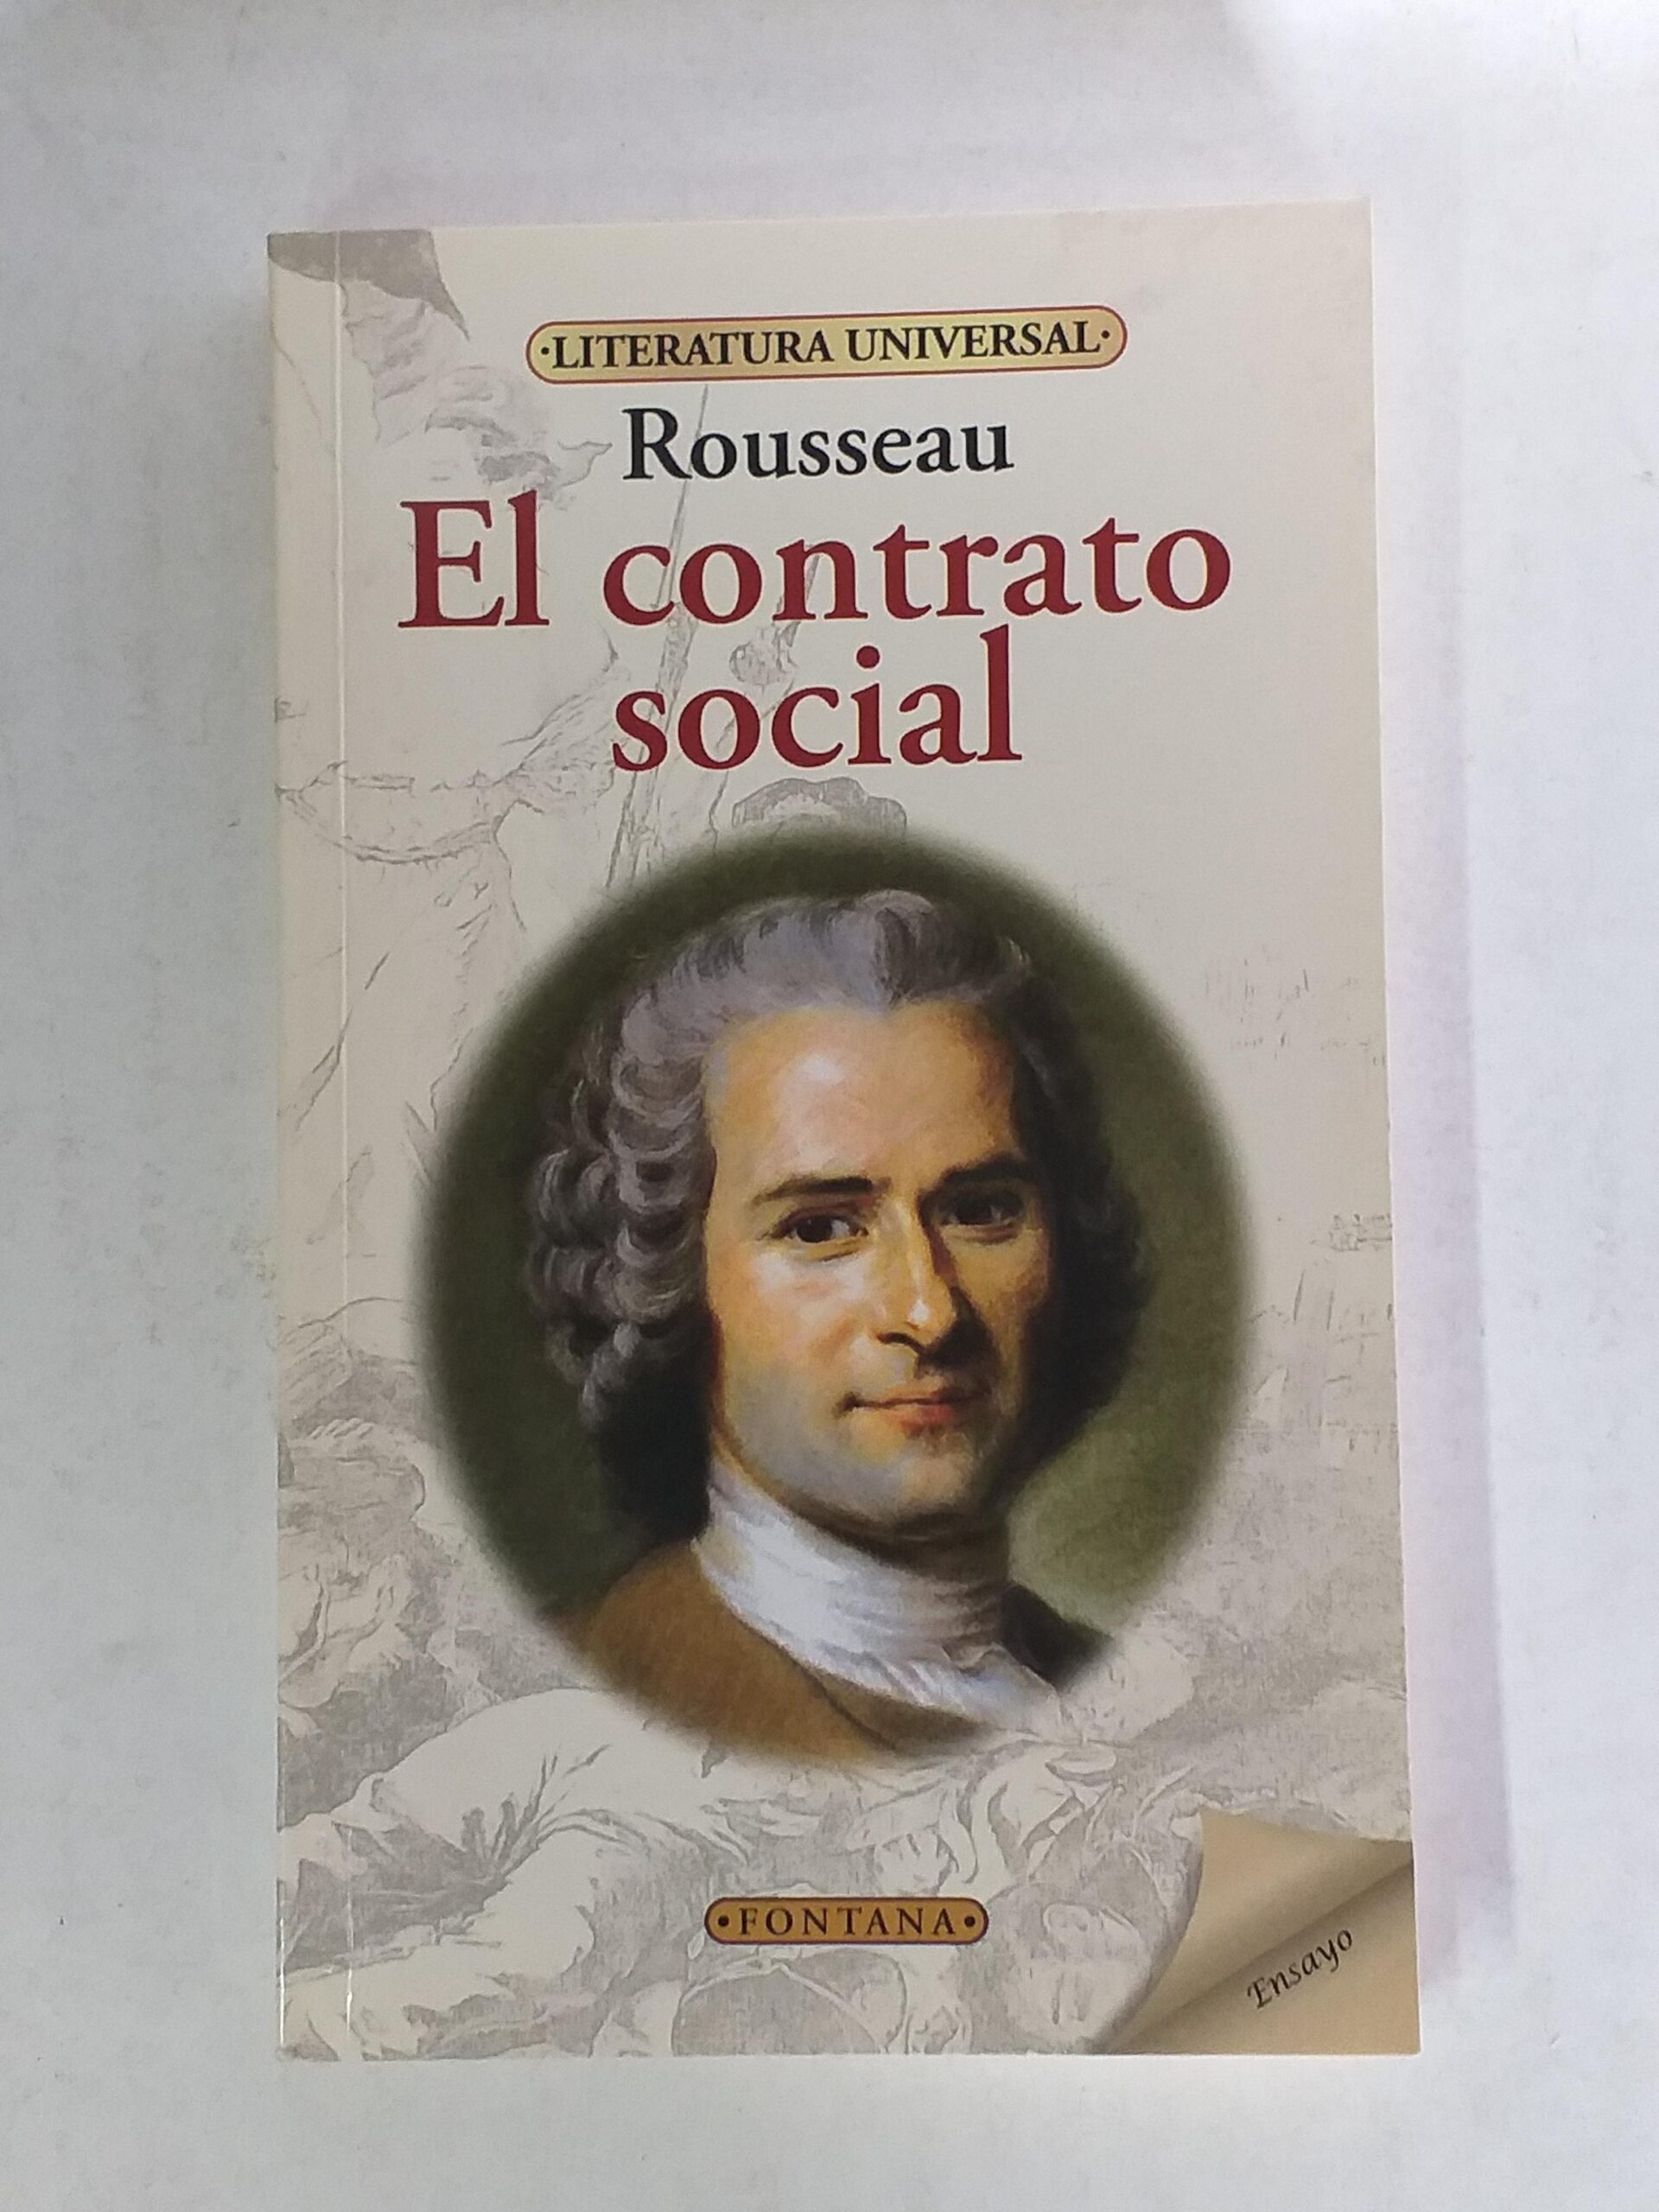 ·LITERATURA UNIVERSAL·
Rousseau
El contrato
social
•FONTANA•
Ensayo